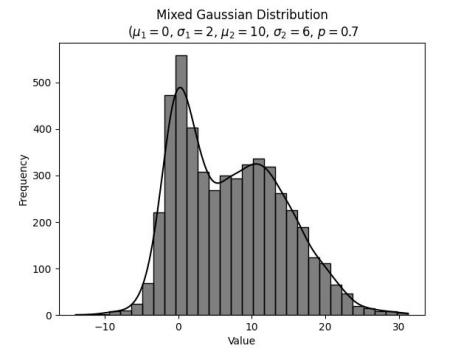 Mixed Gaussian Distribution
(μ₁ = 0, σ₁ = 2, μ₂ = 10, σ₂ = 6, p = 0.7
500
400
300
200
100
0
Frequency
−10 0 10 20 30
Value